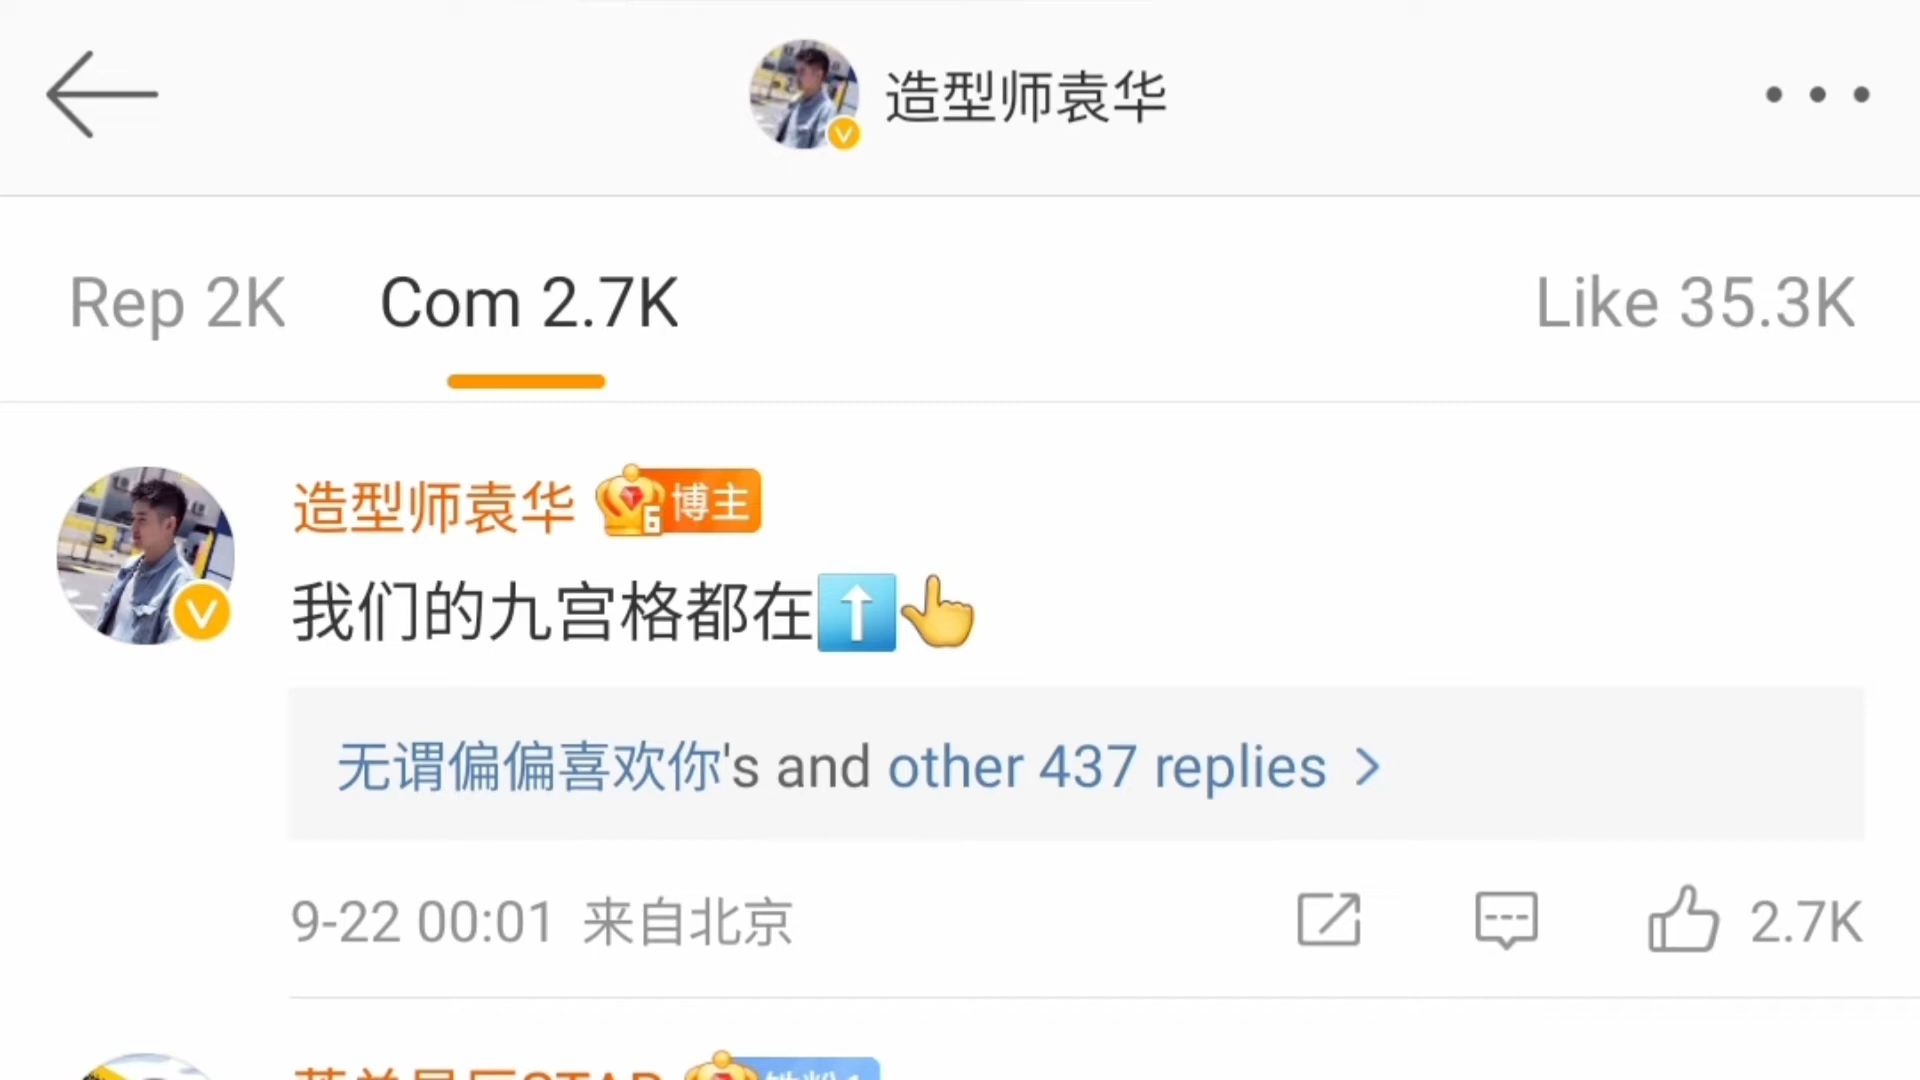 造型师袁华
Rep 2K Com 2.7K Like 35.3K
造型师袁华 6 博主
我们的九宫格都在⬆️👆
无谓偏偏喜欢你's and other 437 replies >
9-22 00:01 来自北京 2.7K